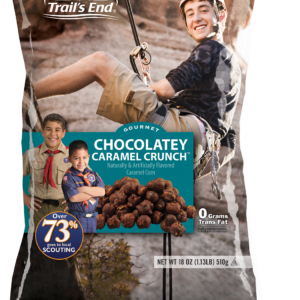 Trail's End.
GOURMET
CHOCOLATEY
CARAMEL CRUNCH™
Naturally & Artificially Flavored
Caramel Corn
Over
73%
goes to local
SCOUTING
0 Grams
Trans Fat
NET WT 18 OZ (1.13LB) 510g